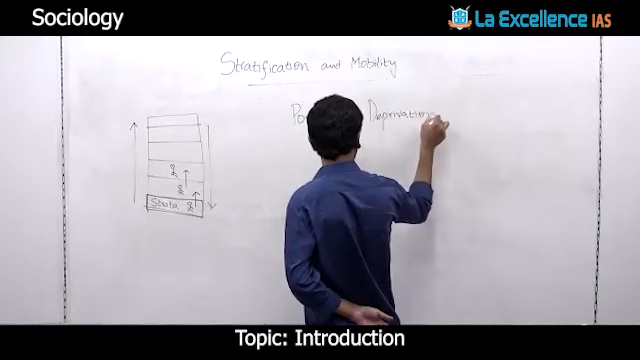 Sociology
La Excellence IAS
Stratification and Mobility
Deprivation
Strata
Topic: Introduction